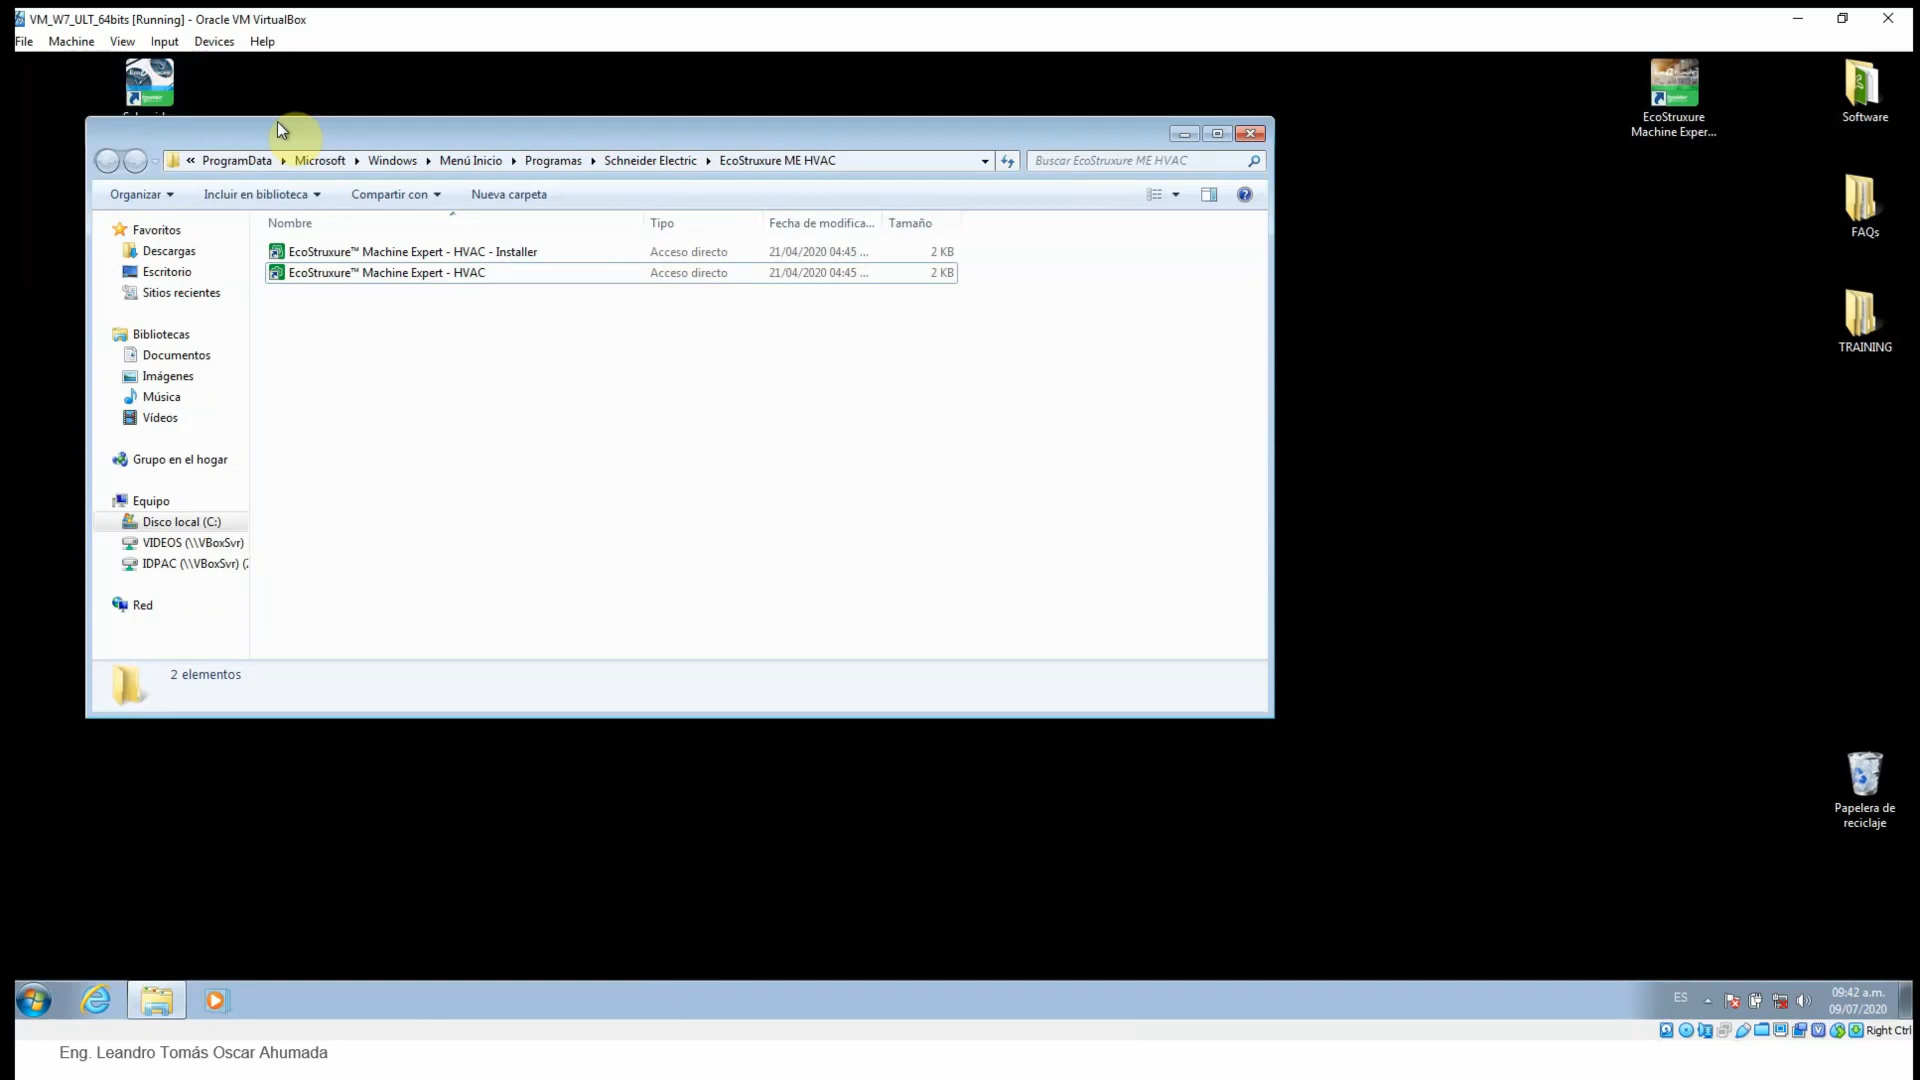 VM_W7_ULT_64bits [Running] - Oracle VM VirtualBox
File Machine View Input Devices Help
EcoStruxure
Machine Exper...
Software
« ProgramData Microsoft Windows Menú Inicio Programas Schneider Electric EcoStruxure ME HVAC
Buscar EcoStruxure ME HVAC
Organizar Incluir en biblioteca Compartir con Nueva carpeta
Nombre Tipo Fecha de modifica... Tamaño
EcoStruxure™ Machine Expert - HVAC - Installer Acceso directo 21/04/2020 04:45 ... 2 KB
EcoStruxure™ Machine Expert - HVAC Acceso directo 21/04/2020 04:45 ... 2 KB
Favoritos
Descargas
Escritorio
Sitios recientes
Bibliotecas
Documentos
Imágenes
Música
Vídeos
Grupo en el hogar
Equipo
Disco local (C:)
VIDEOS (\\VBoxSvr)
IDPAC (\\VBoxSvr) (
Red
2 elementos
FAQs
TRAINING
Papelera de
reciclaje
ES
09:42 a.m.
09/07/2020
Right Ctrl
Eng. Leandro Tomás Oscar Ahumada